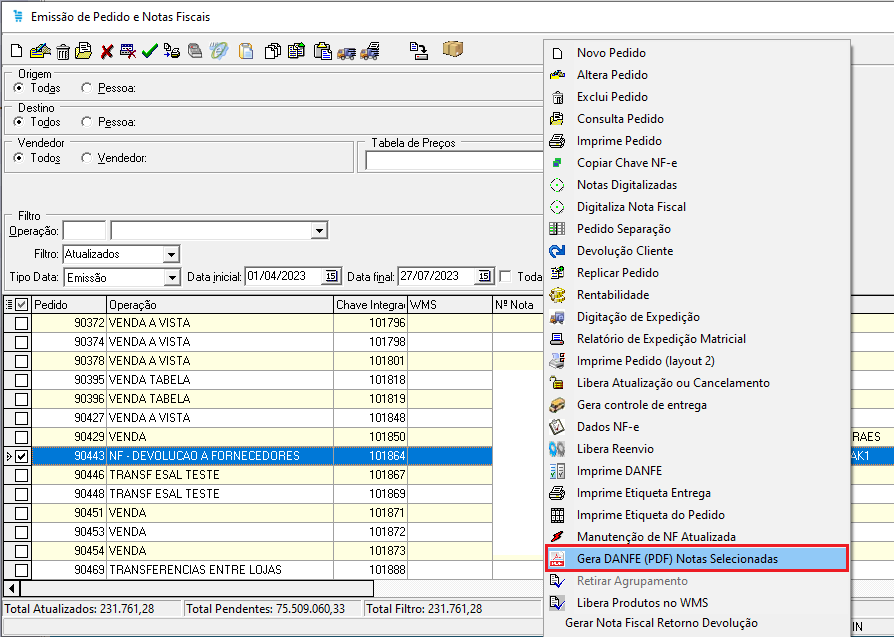 Emissão de Pedido e Notas Fiscais
Origem
Todas Pessoa:
Destino
Todos Pessoa:
Vendedor
Todos Vendedor:
Tabela de Preços
Filtro
Operação:
Filtro: Atualizados
Tipo Data: Emissão Data inicial: 01/04/2023 15 Data final: 27/07/2023 15 Toda
Pedido Operação Chave Integrac WMS Nº Nota
90372 VENDA A VISTA 101796
90374 VENDA A VISTA 101798
90378 VENDA A VISTA 101801
90395 VENDA TABELA 101818
90396 VENDA TABELA 101819
90427 VENDA A VISTA 101848
90429 VENDA 101850 RAES
90443 NF - DEVOLUCAO A FORNECEDORES 101864 AK1
90446 TRANSF ESAL TESTE 101867
90448 TRANSF ESAL TESTE 101869
90451 VENDA 101871
90453 VENDA 101872
90454 VENDA 101873
90469 TRANSFERENCIAS ENTRE LOJAS 101888
Total Atualizados: 231.761,28 Total Pendentes: 75.509.060,33 Total Filtro: 231.761,28
IN
Novo Pedido
Altera Pedido
Exclui Pedido
Consulta Pedido
Imprime Pedido
Copiar Chave NF-e
Notas Digitalizadas
Digitaliza Nota Fiscal
Pedido Separação
Devolução Cliente
Replicar Pedido
Rentabilidade
Digitação de Expedição
Relatório de Expedição Matricial
Imprime Pedido (layout 2)
Libera Atualização ou Cancelamento
Gera controle de entrega
Dados NF-e
Libera Reenvio
Imprime DANFE
Imprime Etiqueta Entrega
Imprime Etiqueta do Pedido
Manutenção de NF Atualizada
Gera DANFE (PDF) Notas Selecionadas
Retirar Agrupamento
Libera Produtos no WMS
Gerar Nota Fiscal Retorno Devolução